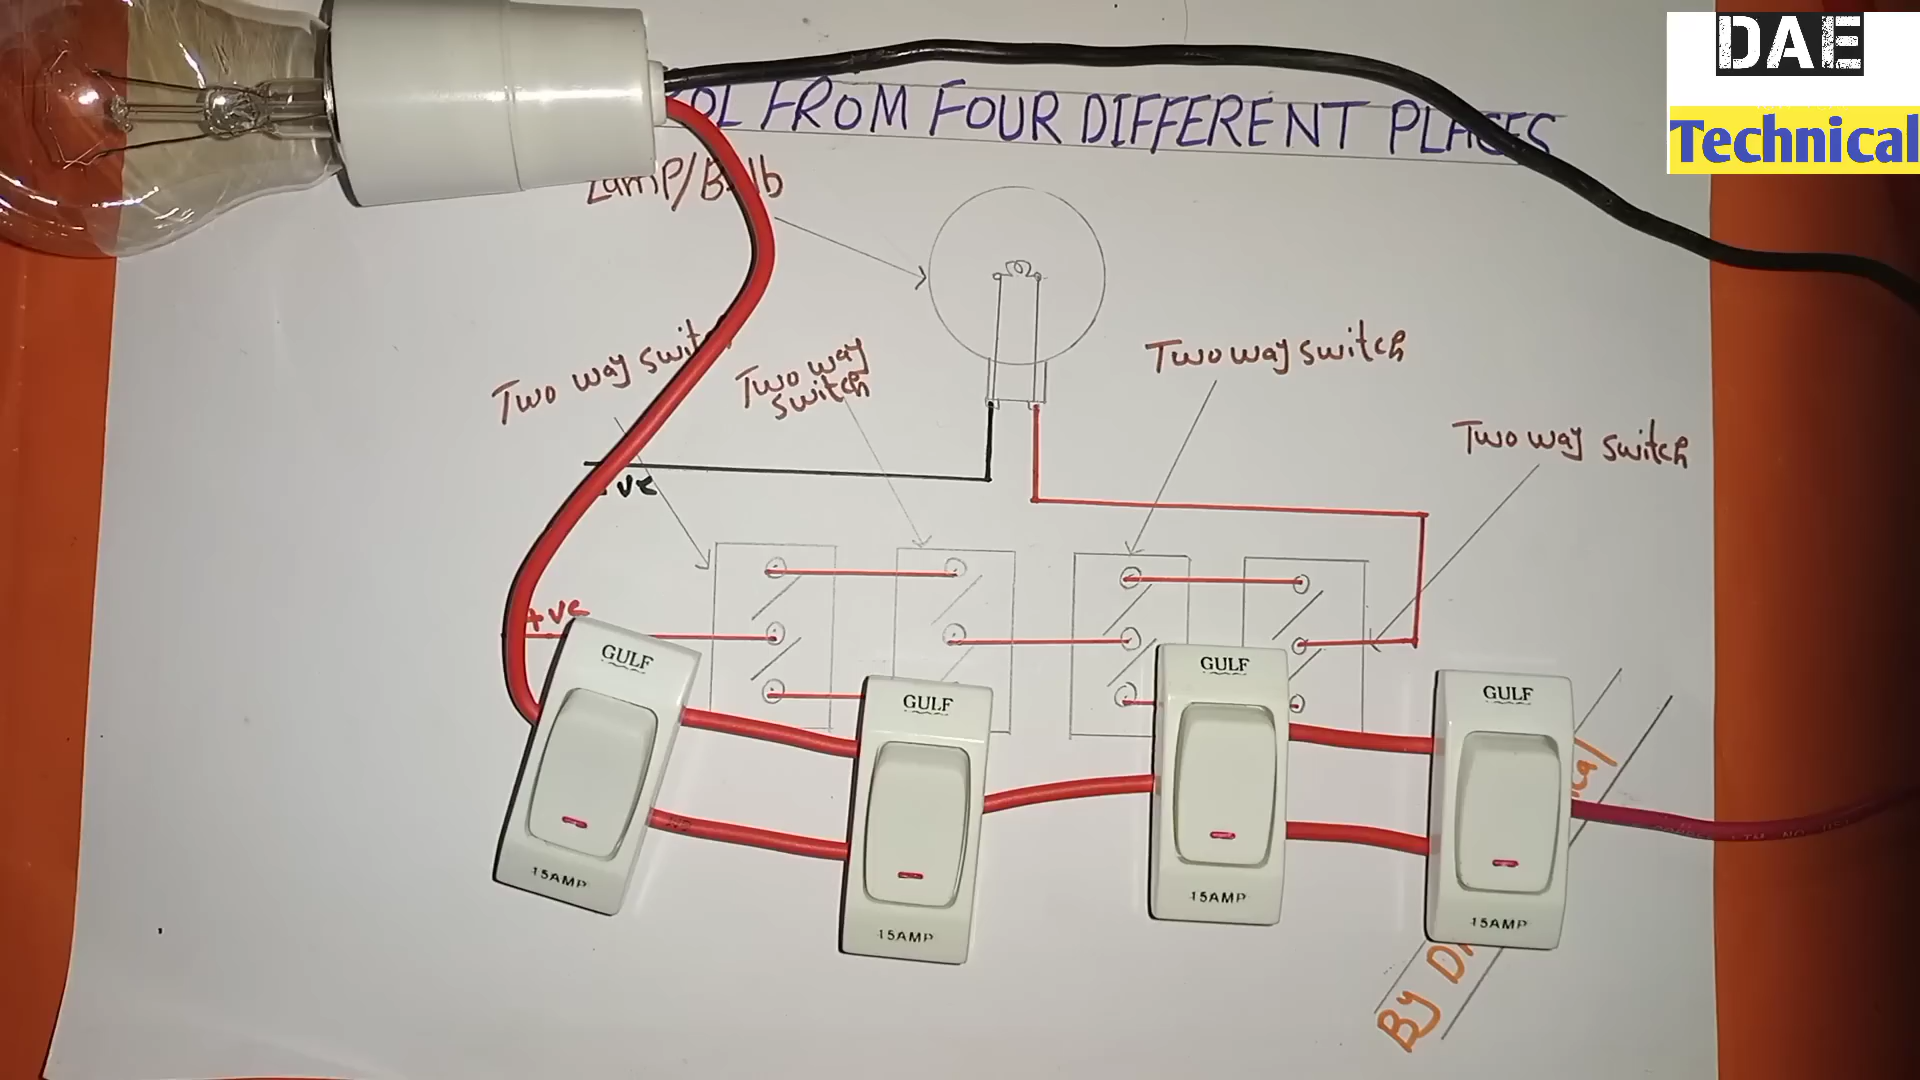 DAE
Technical
FROM FOUR DIFFERENT PLACES
Lamp/Bulb
Two way switch
Two way
switch
Two way switch
Two way switch
ve
+ve
GULF
15AMP
GULF
15AMP
GULF
15AMP
GULF
15AMP
By